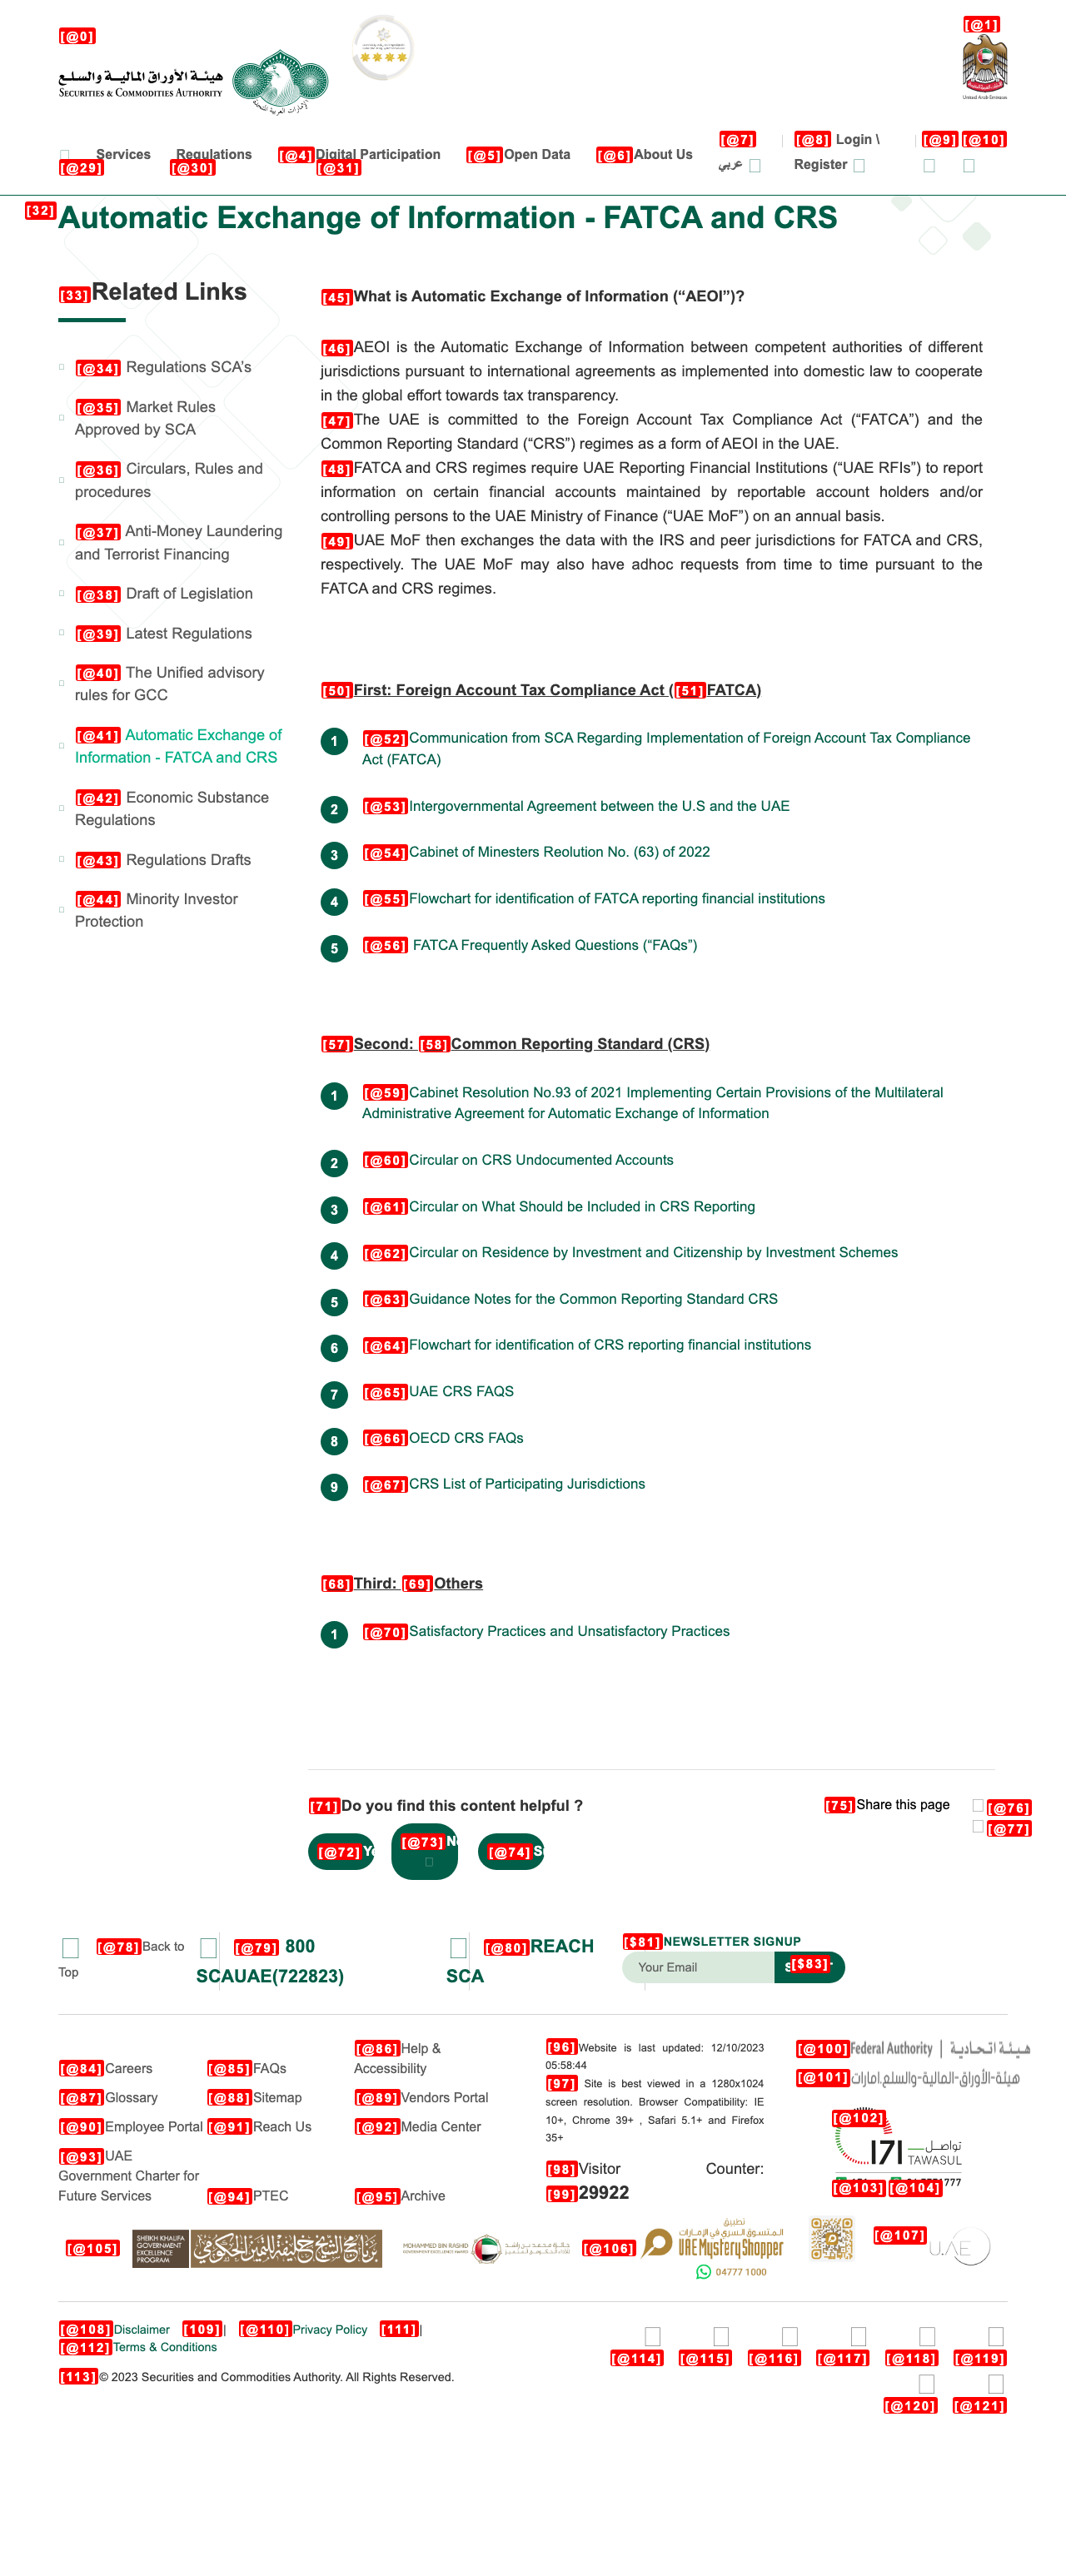 [@0]
[@1]
هيئة الأوراق المالية والسلع
SECURITIES & COMMODITIES AUTHORITY
الإمارات العربية المتحدة
United Arab Emirates
Services
Regulations
[@4]Digital Participation
[@5]Open Data
[@6]About Us
[@7]
عربي
[@8] Login \
Register
[@9] [@10]
[@29]
[@30]
[@31]
[32]Automatic Exchange of Information - FATCA and CRS
[33]Related Links
[@34] Regulations SCA's
[@35] Market Rules
Approved by SCA
[@36] Circulars, Rules and
procedures
[@37] Anti-Money Laundering
and Terrorist Financing
[@38] Draft of Legislation
[@39] Latest Regulations
[@40] The Unified advisory
rules for GCC
[@41] Automatic Exchange of
Information - FATCA and CRS
[@42] Economic Substance
Regulations
[@43] Regulations Drafts
[@44] Minority Investor
Protection
[45]What is Automatic Exchange of Information (“AEOI”)?
[46]AEOI is the Automatic Exchange of Information between competent authorities of different
jurisdictions pursuant to international agreements as implemented into domestic law to cooperate
in the global effort towards tax transparency.
[47]The UAE is committed to the Foreign Account Tax Compliance Act (“FATCA”) and the
Common Reporting Standard (“CRS”) regimes as a form of AEOI in the UAE.
[48]FATCA and CRS regimes require UAE Reporting Financial Institutions (“UAE RFIs”) to report
information on certain financial accounts maintained by reportable account holders and/or
controlling persons to the UAE Ministry of Finance (“UAE MoF”) on an annual basis.
[49]UAE MoF then exchanges the data with the IRS and peer jurisdictions for FATCA and CRS,
respectively. The UAE MoF may also have adhoc requests from time to time pursuant to the
FATCA and CRS regimes.
[50]First: Foreign Account Tax Compliance Act ([51]FATCA)
1 [@52]Communication from SCA Regarding Implementation of Foreign Account Tax Compliance
Act (FATCA)
2 [@53]Intergovernmental Agreement between the U.S and the UAE
3 [@54]Cabinet of Minesters Reolution No. (63) of 2022
4 [@55]Flowchart for identification of FATCA reporting financial institutions
5 [@56] FATCA Frequently Asked Questions (“FAQs”)
[57]Second: [58]Common Reporting Standard (CRS)
1 [@59]Cabinet Resolution No.93 of 2021 Implementing Certain Provisions of the Multilateral
Administrative Agreement for Automatic Exchange of Information
2 [@60]Circular on CRS Undocumented Accounts
3 [@61]Circular on What Should be Included in CRS Reporting
4 [@62]Circular on Residence by Investment and Citizenship by Investment Schemes
5 [@63]Guidance Notes for the Common Reporting Standard CRS
6 [@64]Flowchart for identification of CRS reporting financial institutions
7 [@65]UAE CRS FAQS
8 [@66]OECD CRS FAQs
9 [@67]CRS List of Participating Jurisdictions
[68]Third: [69]Others
1 [@70]Satisfactory Practices and Unsatisfactory Practices
[71]Do you find this content helpful ?
[@72]
[@73]
[@74]
[75]Share this page
[@76]
[@77]
[@78]Back to
Top
[@79] 800
SCAUAE(722823)
[@80]REACH
SCA
[$81]NEWSLETTER SIGNUP
Your Email
[$83]
[@84]Careers
[@85]FAQs
[@86]Help &
Accessibility
[@87]Glossary
[@88]Sitemap
[@89]Vendors Portal
[@90]Employee Portal
[@91]Reach Us
[@92]Media Center
[@93]UAE
Government Charter for
Future Services
[@94]PTEC
[@95]Archive
[96]Website is last updated: 12/10/2023
05:58:44
[97] Site is best viewed in a 1280x1024
screen resolution. Browser Compatibility: IE
10+, Chrome 39+ , Safari 5.1+ and Firefox
35+
[98]Visitor Counter:
[99]29922
[@100]Federal Authority | هيئة اتحادية
[@101]هيئة-الأوراق-المالية-والسلع.امارات
[@102]
171 تواصل
TAWASUL
[@103] [@104]
[@105]
SHEIKH KHALIFA
GOVERNMENT
EXCELLENCE
PROGRAM
برنامج الشيخ خليفة للتميز الحكومي
MOHAMMED BIN RASHID
[@106]
تطبيق
المتسوق السري في الإمارات
UAE Mystery Shopper
04777 1000
[@107]
U.AE
[@108]Disclaimer [109]| [@110]Privacy Policy [111]|
[@112]Terms & Conditions
[113]© 2023 Securities and Commodities Authority. All Rights Reserved.
[@114] [@115] [@116] [@117] [@118] [@119]
[@120] [@121]